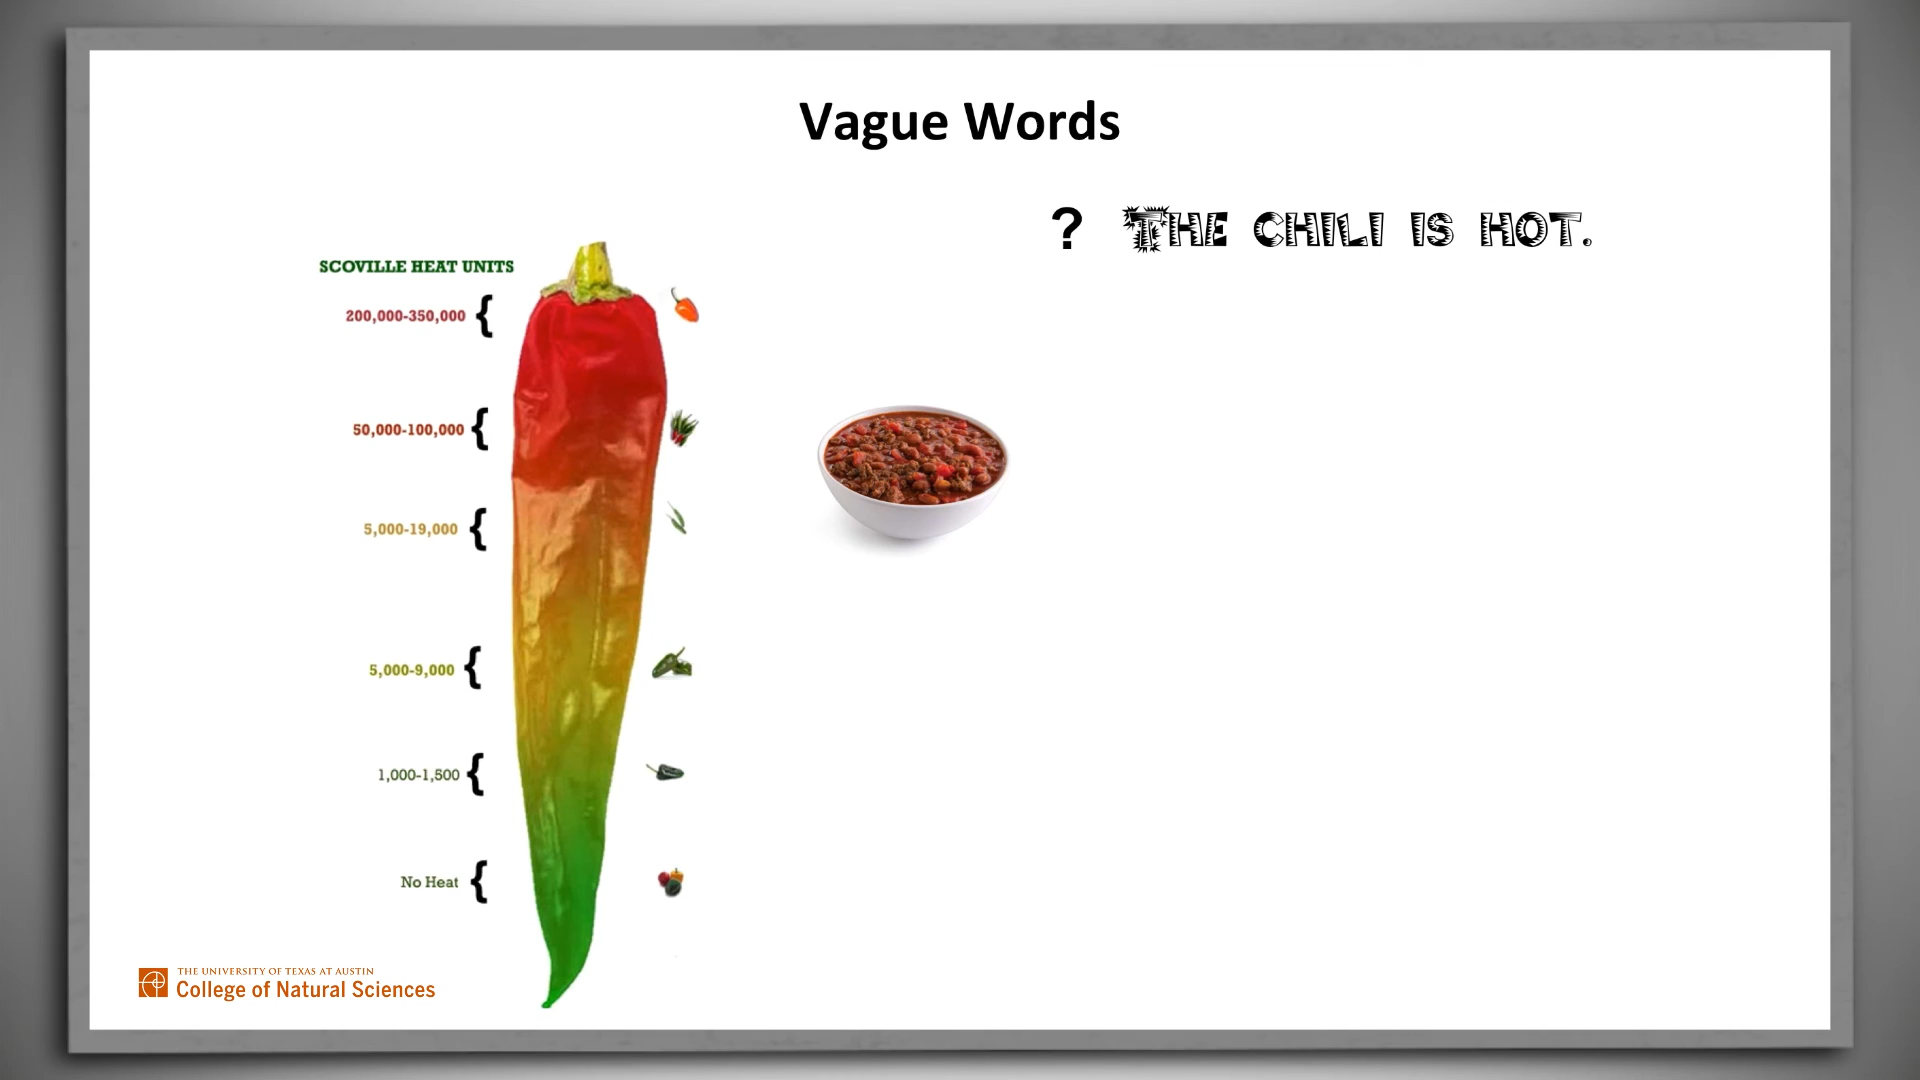 Vague Words
? THE CHILI IS HOT.
SCOVILLE HEAT UNITS
200,000-350,000 {
50,000-100,000 {
5,000-19,000 {
5,000-9,000 {
1,000-1,500 {
No Heat {
THE UNIVERSITY OF TEXAS AT AUSTIN
College of Natural Sciences